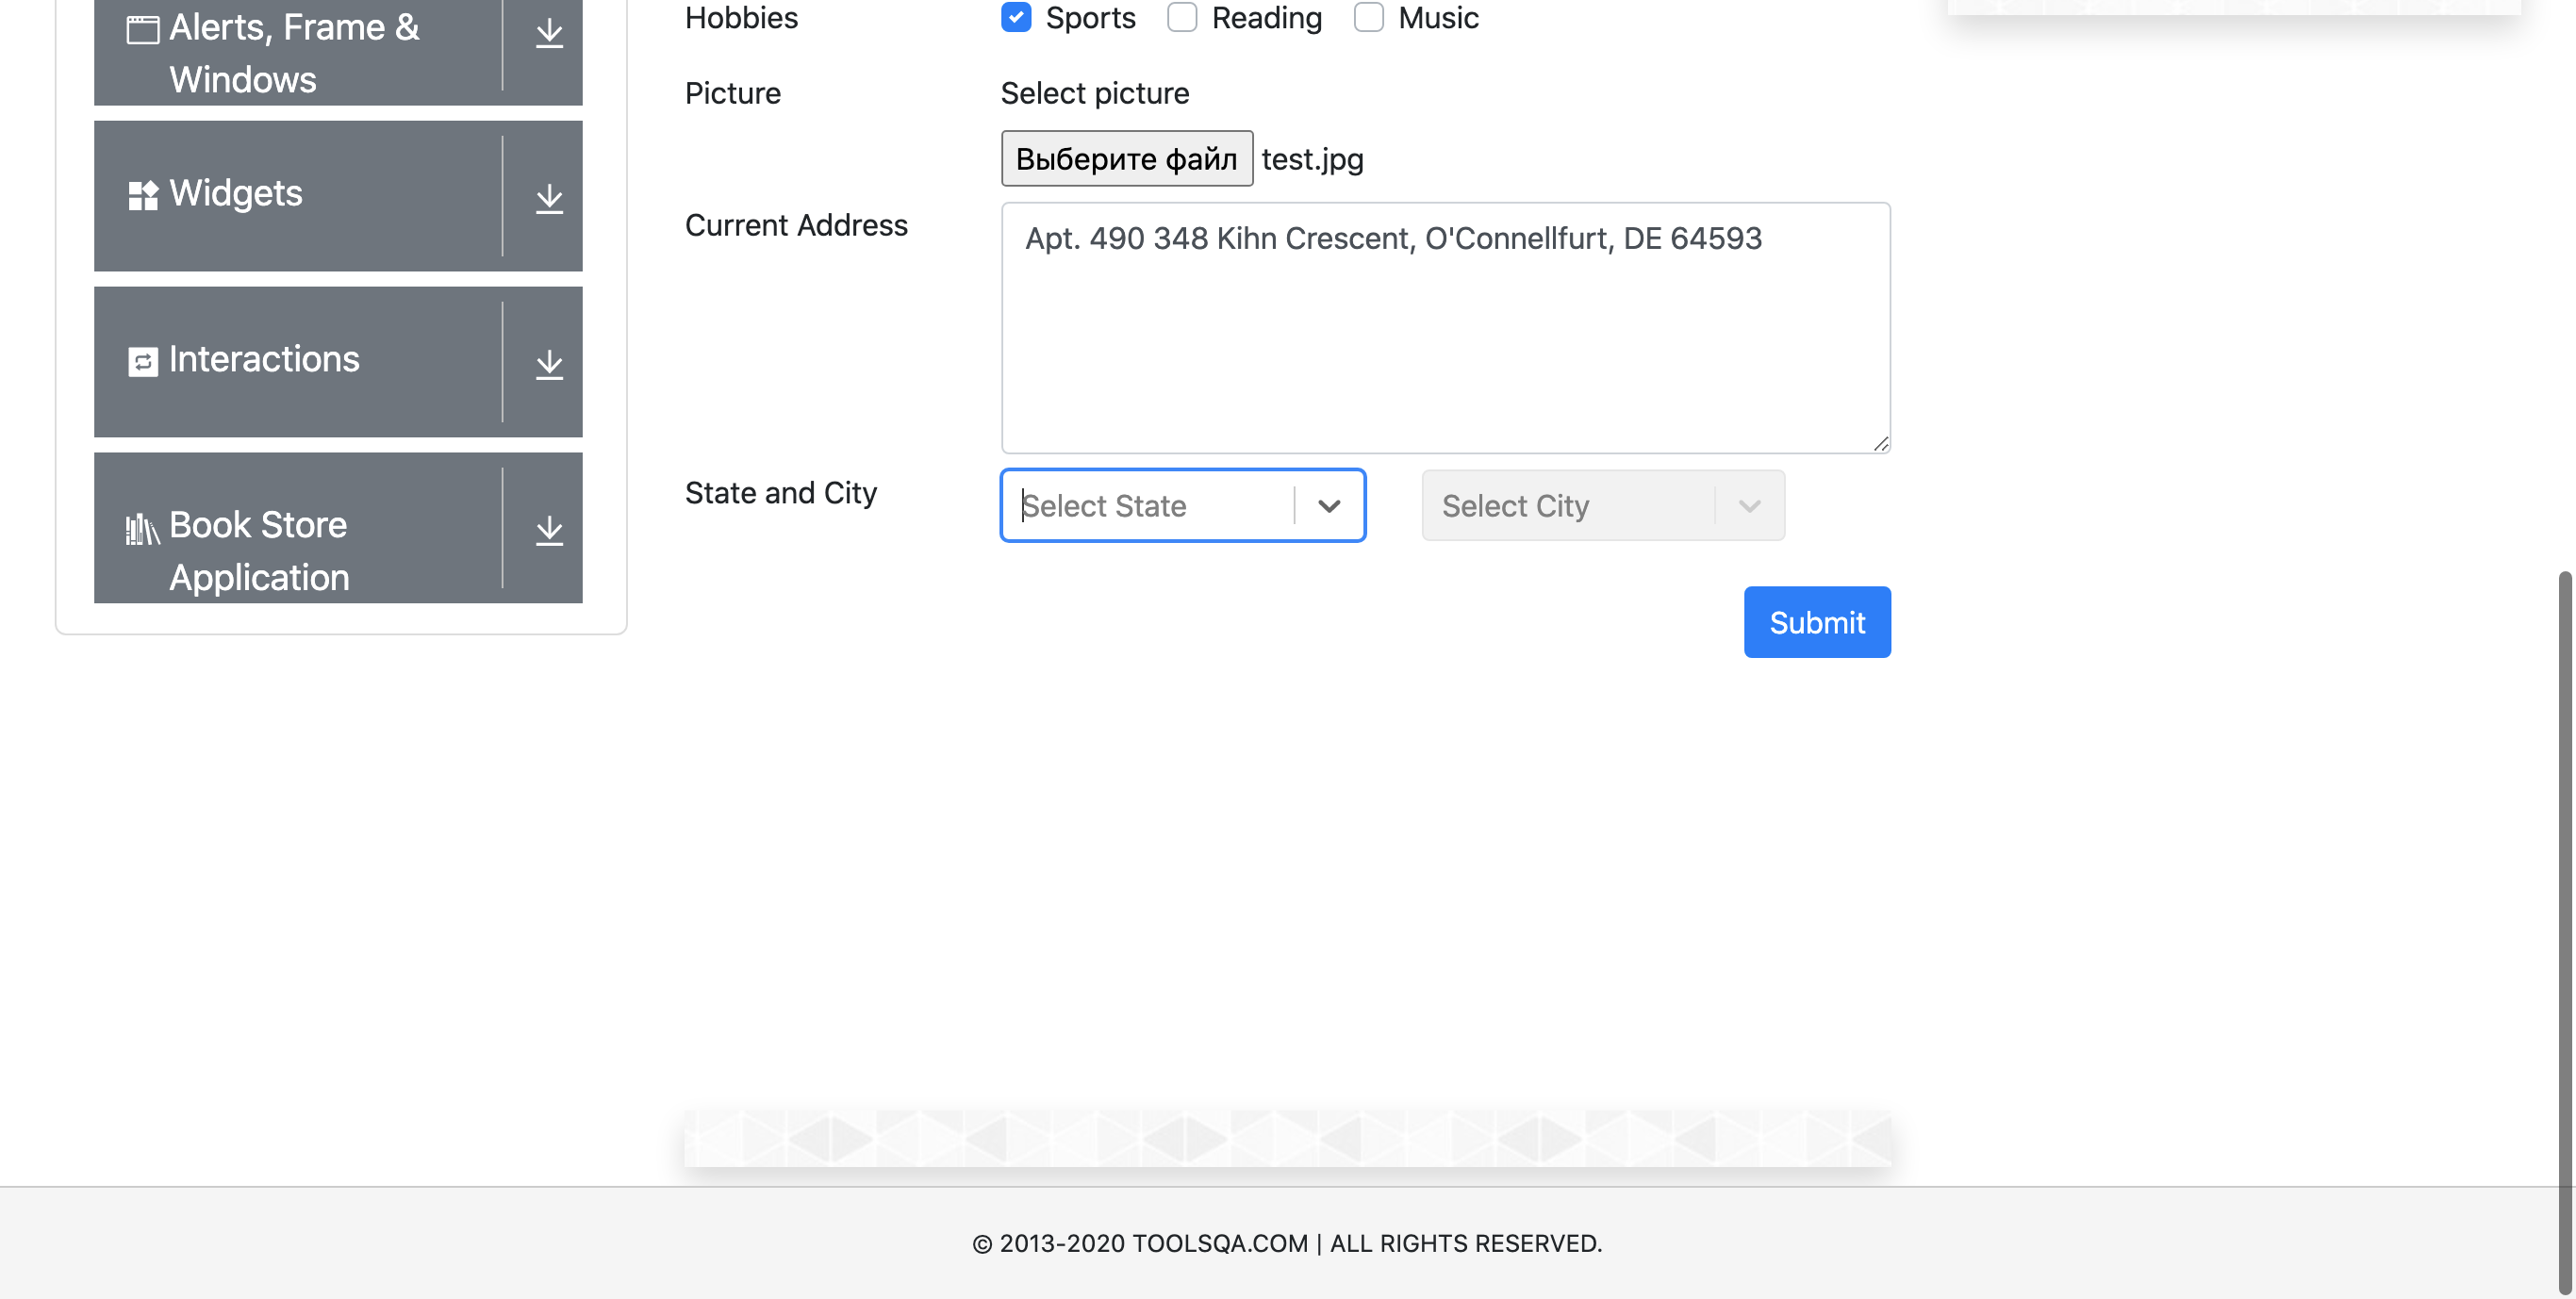 Alerts, Frame &
Windows
Widgets
Interactions
Book Store
Application
Hobbies
Sports
Reading
Music
Picture
Select picture
Выберите файл test.jpg
Current Address
Apt. 490 348 Kihn Crescent, O'Connellfurt, DE 64593
State and City
Select State
Select City
Submit
© 2013-2020 TOOLSQA.COM | ALL RIGHTS RESERVED.